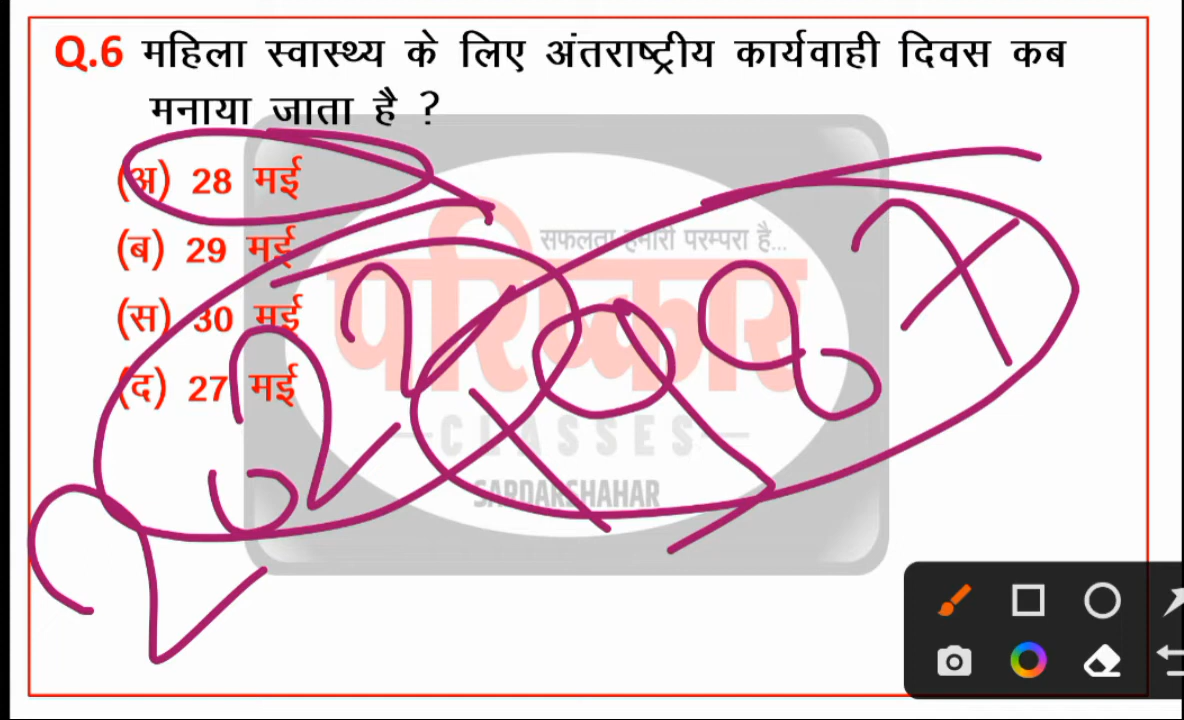 Q.6 महिला स्वास्थ्य के लिए अंतराष्ट्रीय कार्यवाही दिवस कब
मनाया जाता है ?
(अ) 28 मई
(ब) 29 मई
(स) 30 मई
(द) 27 मई
सफलता हमारी परम्परा है...
परिष्कार
CLASSES
SARDARSHAHAR